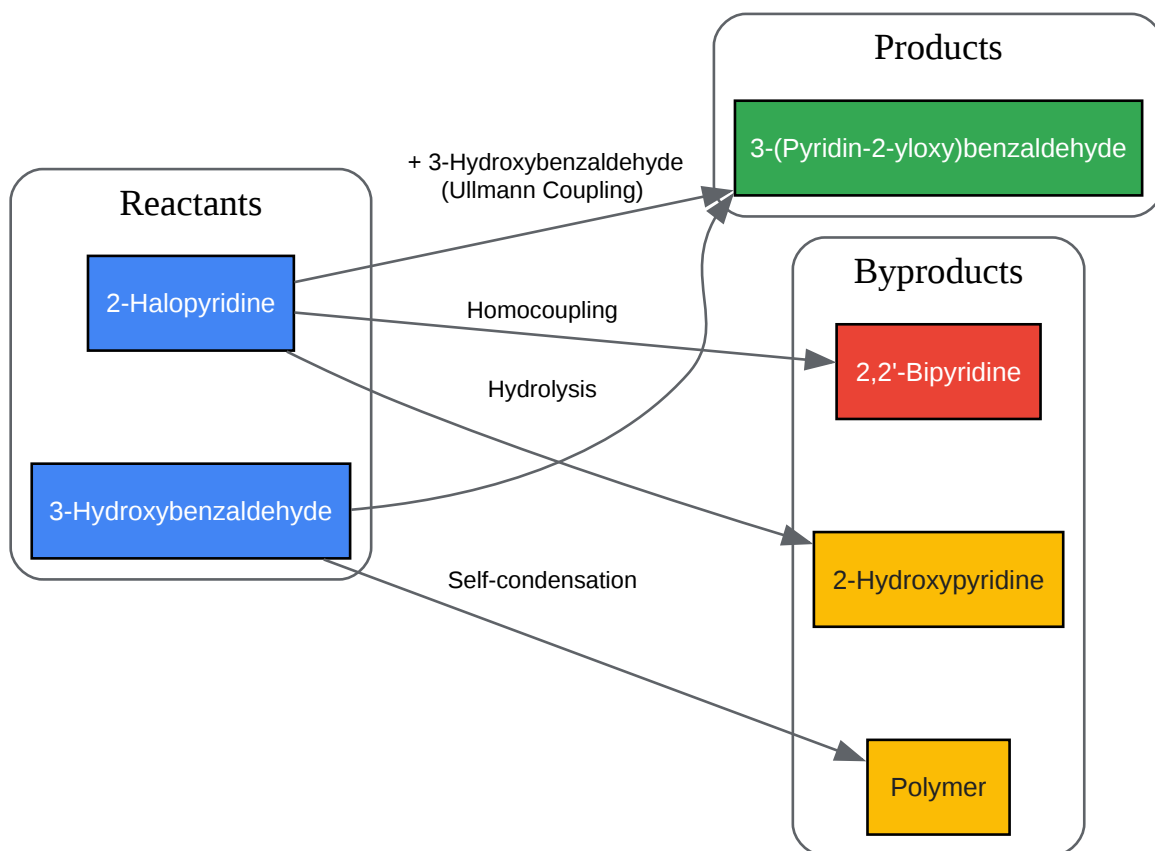 Products
3-(Pyridin-2-yloxy)benzaldehyde
+ 3-Hydroxybenzaldehyde
(Ullmann Coupling)
Reactants
2-Halopyridine
Homocoupling
Byproducts
2,2'-Bipyridine
Hydrolysis
3-Hydroxybenzaldehyde
2-Hydroxypyridine
Self-condensation
Polymer